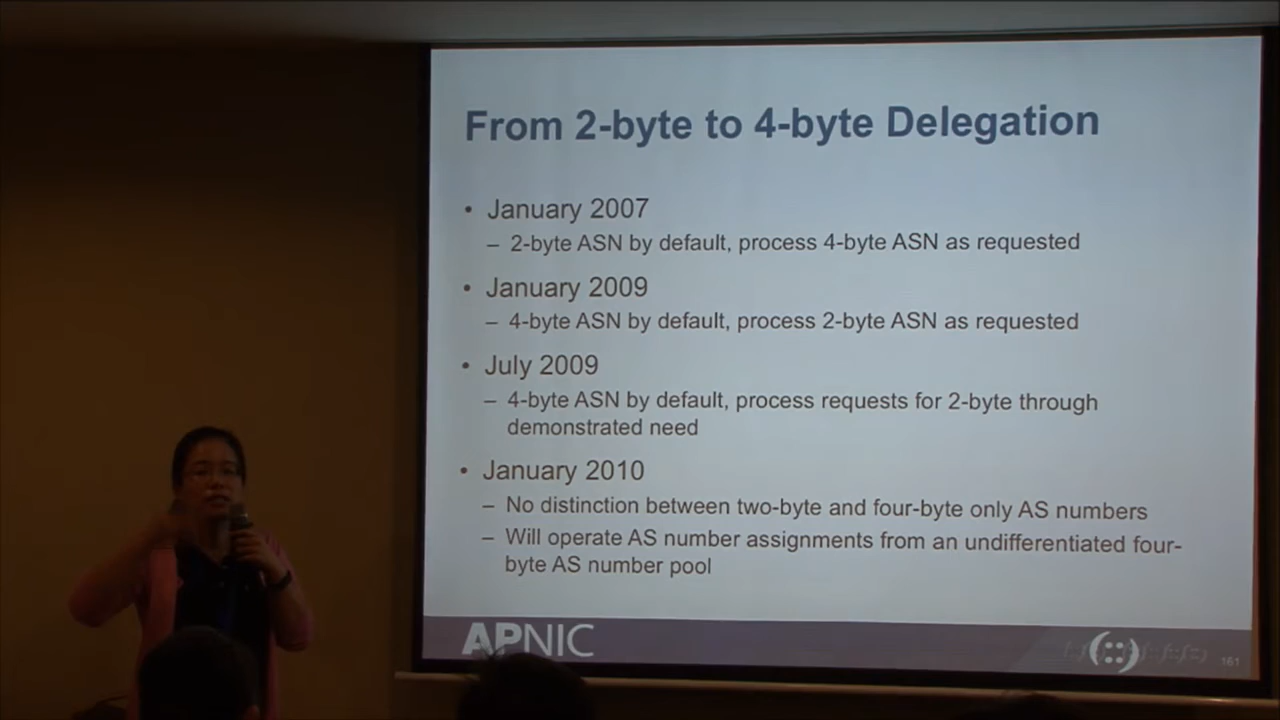 From 2-byte to 4-byte Delegation
• January 2007
– 2-byte ASN by default, process 4-byte ASN as requested
• January 2009
– 4-byte ASN by default, process 2-byte ASN as requested
• July 2009
– 4-byte ASN by default, process requests for 2-byte through
demonstrated need
• January 2010
– No distinction between two-byte and four-byte only AS numbers
– Will operate AS number assignments from an undifferentiated four-
byte AS number pool
APNIC
161